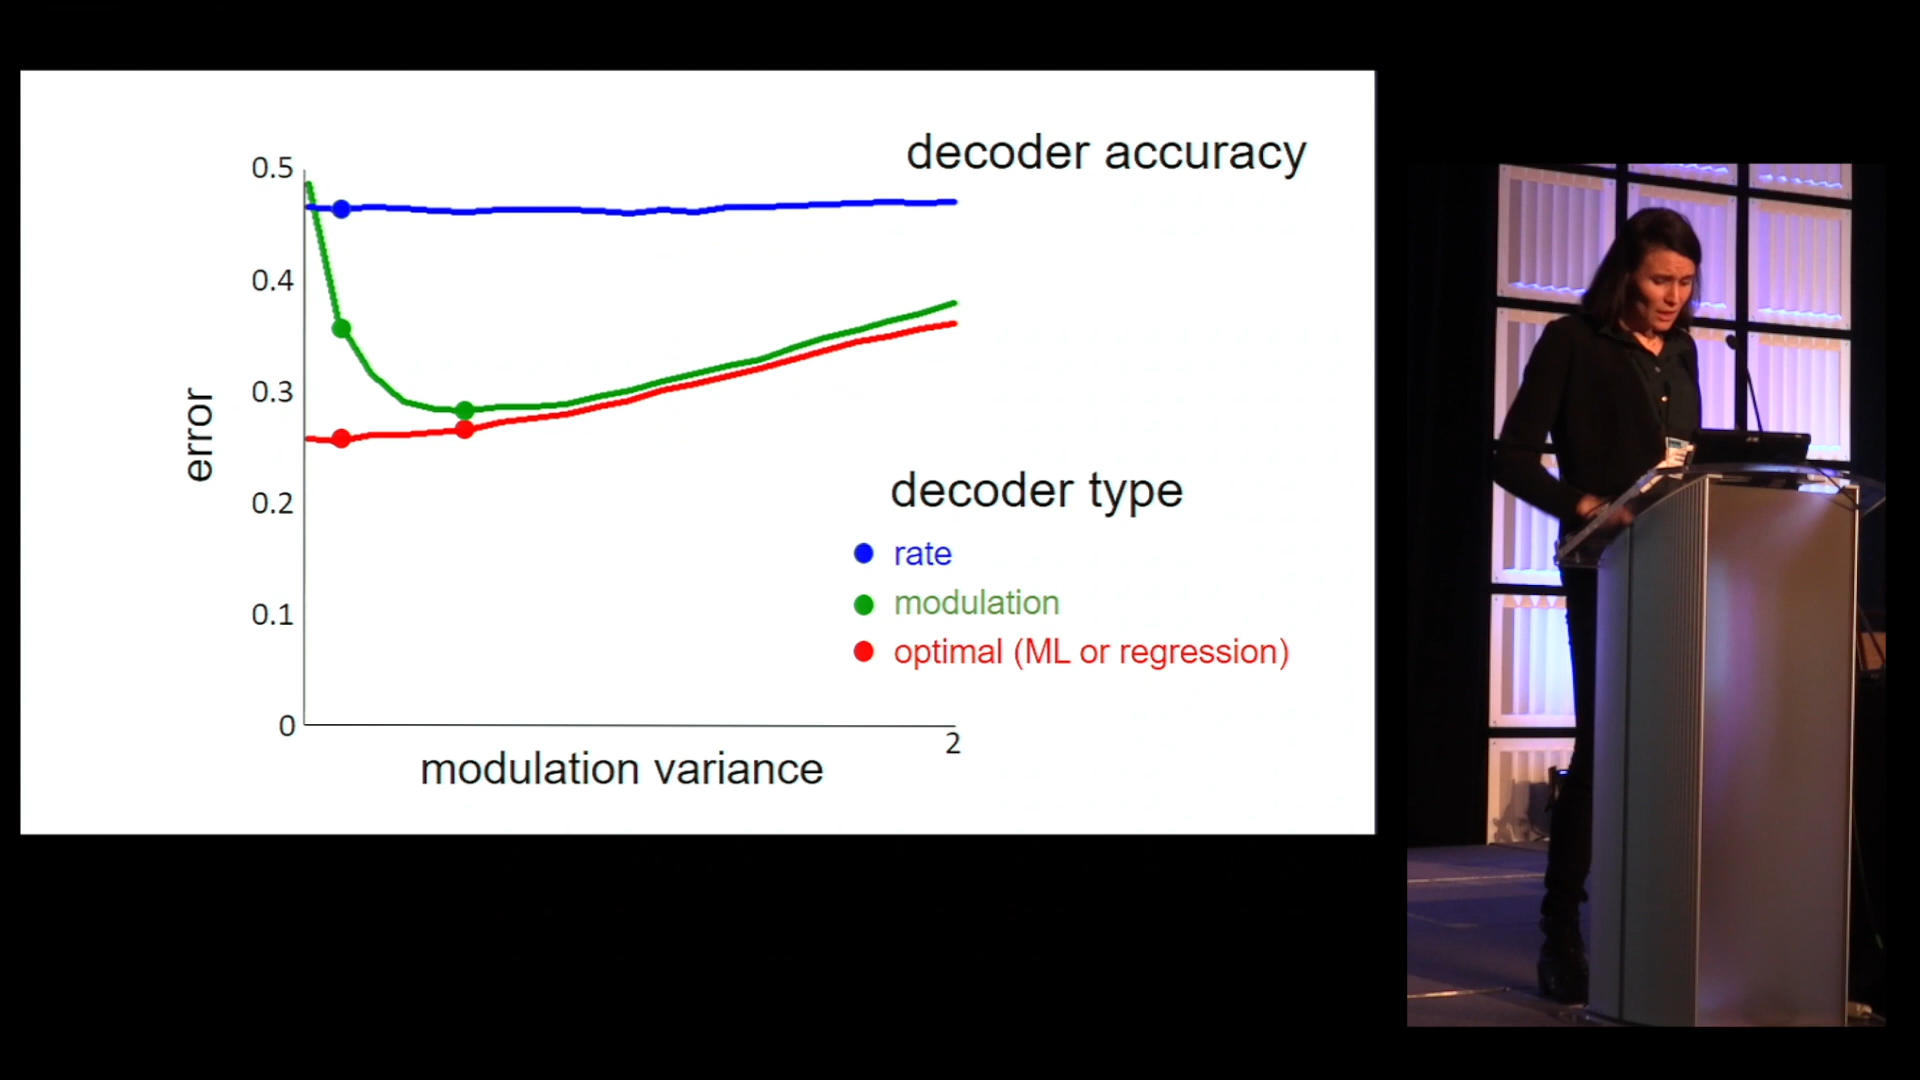 decoder accuracy
0.5
0.4
0.3
0.2
0.1
0
error
2
modulation variance
decoder type
rate
modulation
optimal (ML or regression)